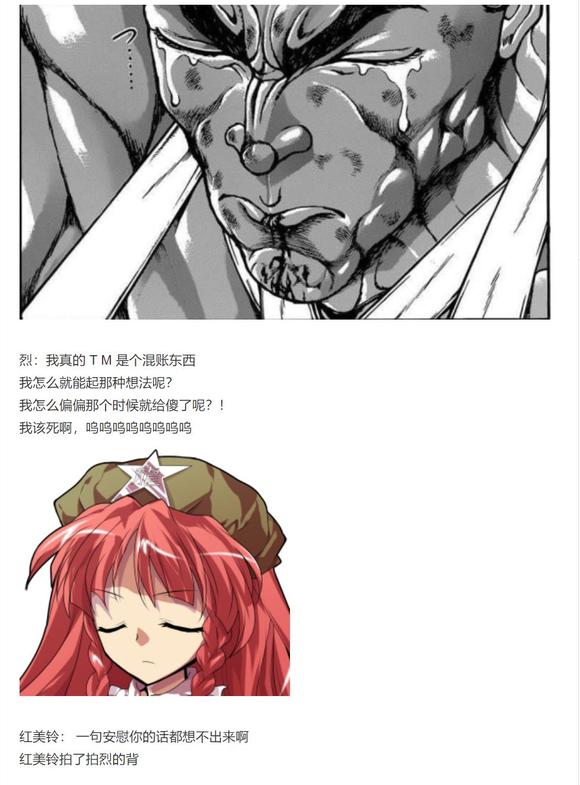 烈：我真的 T M 是个混账东西
我怎么就能起那种想法呢？
我怎么偏偏那个时候就给傻了呢？！
我该死啊，呜呜呜呜呜呜呜呜
红美铃： 一句安慰你的话都想不出来啊
红美铃拍了拍烈的背